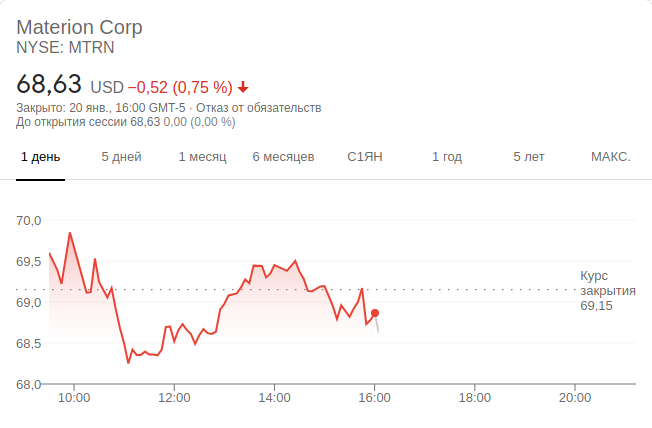 Materion Corp
NYSE: MTRN
68,63 USD −0,52 (0,75 %)
Закрыто: 20 янв., 16:00 GMT-5 · Отказ от обязательств
До открытия сессии 68,63 0,00 (0,00 %)
1 день 5 дней 1 месяц 6 месяцев С1ЯН 1 год 5 лет МАКС.
70,0
69,5
Курс
закрытия
69,15
69,0
68,5
68,0
10:00 12:00 14:00 16:00 18:00 20:00